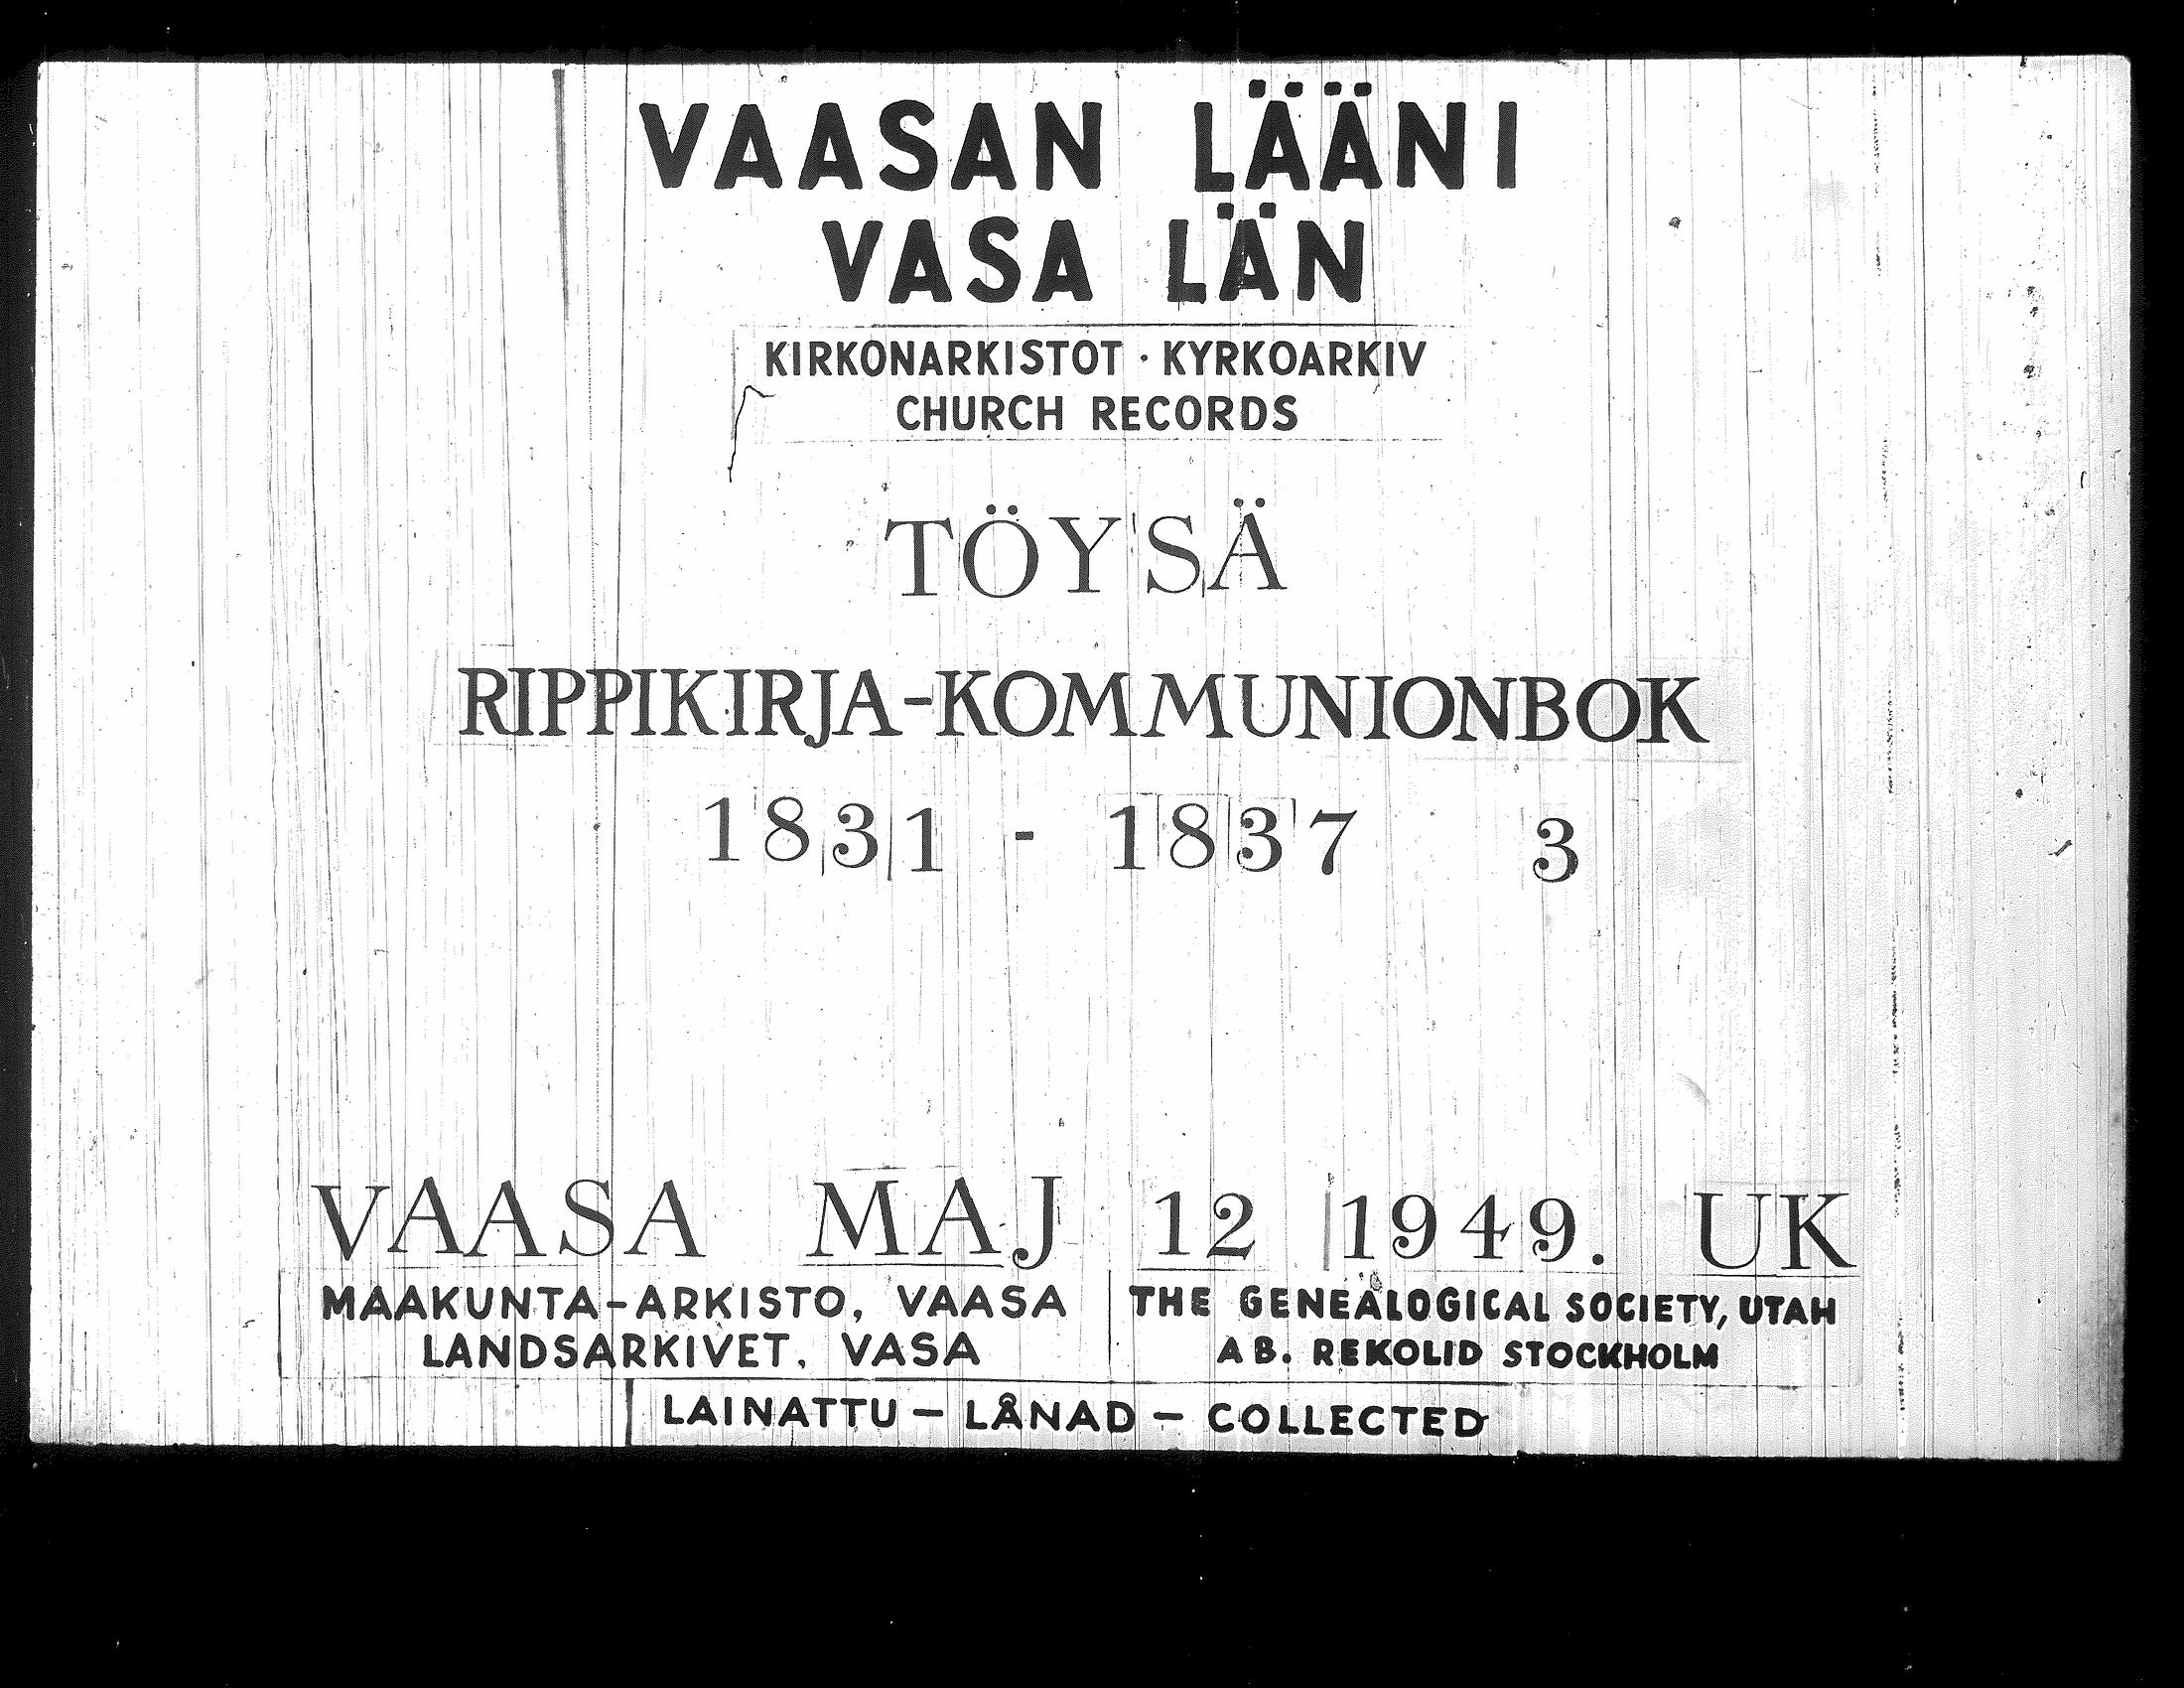 VAASAN LÄÄNI
VASA LÄN
KIRKONARKISTOT · KYRKOARKIV
CHURCH RECORDS
TÖYSÄ
RIPPIKIRJA-KOMMUNIONBOK
1831 - 1837 3
VAASA MAJ 12 1949. UK
MAAKUNTA-ARKISTO, VAASA
LANDSARKIVET, VASA
THE GENEALOGICAL SOCIETY, UTAH
AB. REKOLID STOCKHOLM
LAINATTU – LÅNAD – COLLECTED